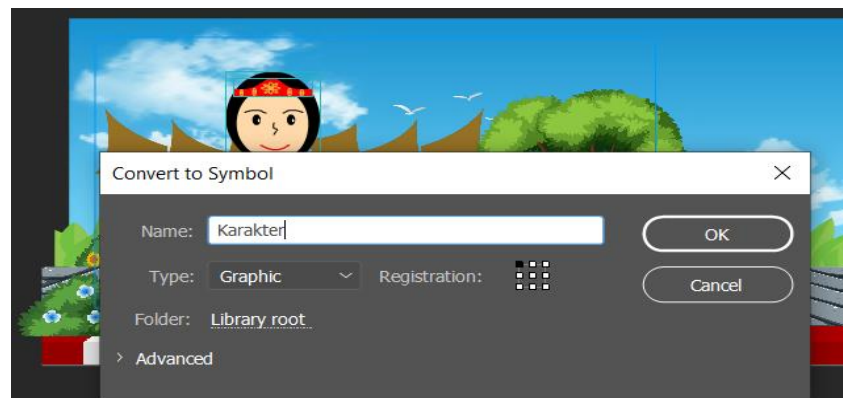 Convert to Symbol
Name: Karakter OK
Type: Graphic Registration: Cancel
Folder: Library root
Advanced